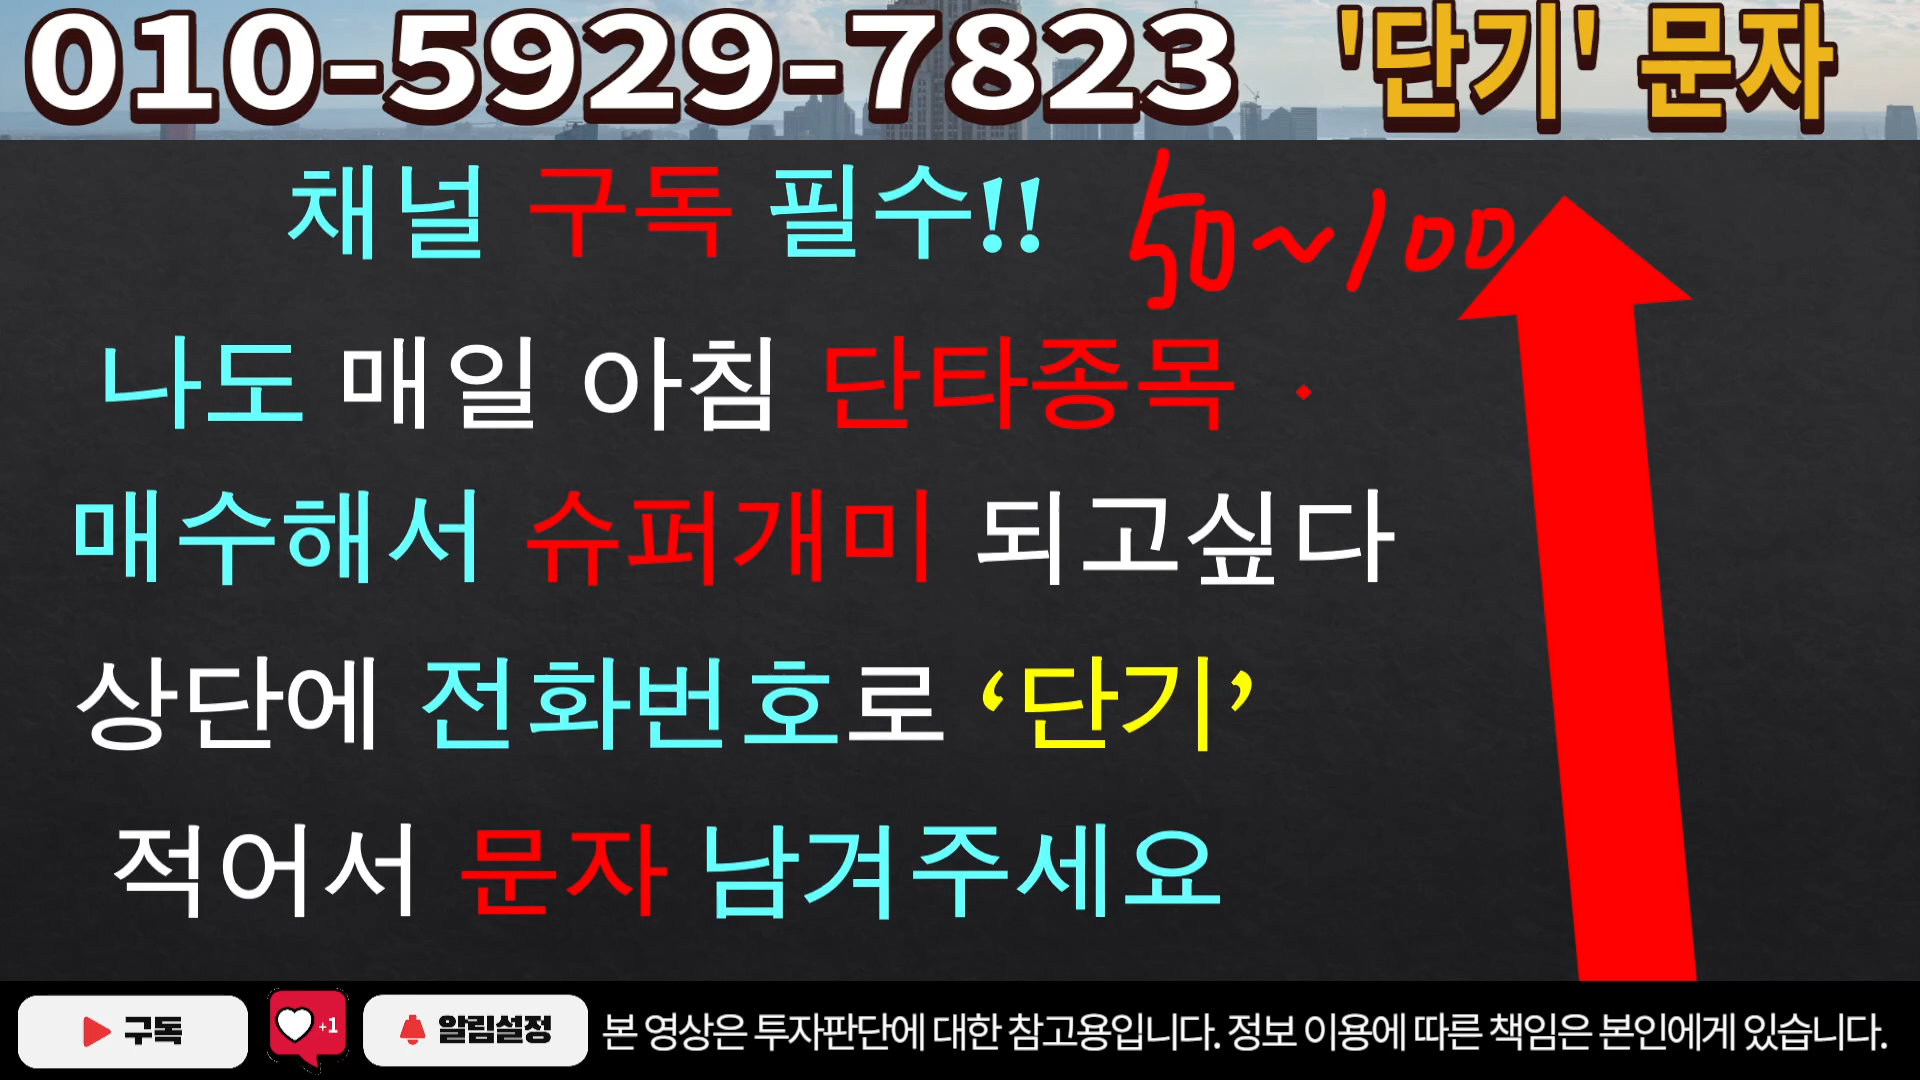 010-5929-7823 '단기' 문자
채널 구독 필수!! 50~100
나도 매일 아침 단타종목
매수해서 슈퍼개미 되고싶다
상단에 전화번호로 ‘단기’
적어서 문자 남겨주세요
구독 +1 알림설정 본 영상은 투자판단에 대한 참고용입니다. 정보 이용에 따른 책임은 본인에게 있습니다.